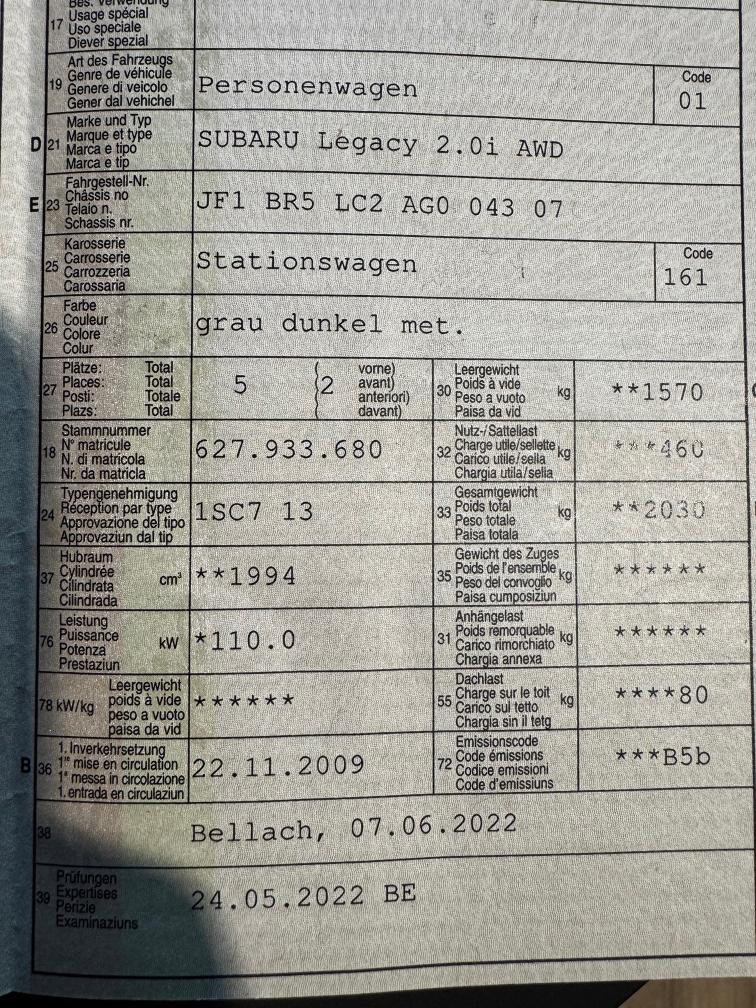 17 Usage spécial
Uso speciale
Diever spezial
Art des Fahrzeugs
19 Genre de véhicule
Genere di veicolo
Gener dal vehichel
Personenwagen
Code
01
D 21 Marke und Typ
Marque et type
Marca e tipo
Marca e tip
SUBARU Legacy 2.0i AWD
E 23 Fahrgestell-Nr.
Châssis no
Telaio n.
Schassis nr.
JF1 BR5 LC2 AG0 043 07
25 Karosserie
Carrosserie
Carrozzeria
Carossaria
Stationswagen
Code
161
26 Farbe
Couleur
Colore
Colur
grau dunkel met.
27 Plätze: Total
Places: Total
Posti: Totale
Plazs: Total
5 (2 vorne)
avant)
anteriori)
davant)
30 Leergewicht
Poids à vide kg
Peso a vuoto
Paisa da vid
**1570
18 Stammnummer
N° matricule
N. di matricola
Nr. da matricla
627.933.680
32 Nutz-/Sattellast
Charge utile/sellette kg
Carico utile/sella
Chargia utila/sella
***460
24 Typengenehmigung
Réception par type
Approvazione del tipo
Approvaziun dal tip
1SC7 13
33 Gesamtgewicht
Poids total kg
Peso totale
Paisa totala
**2030
37 Hubraum
Cylindrée cm³
Cilindrata
Cilindrada
**1994
35 Gewicht des Zuges
Poids de l'ensemble kg
Peso del convoglio
Paisa cumposiziun
******
76 Leistung
Puissance kW
Potenza
Prestaziun
*110.0
31 Anhängelast
Poids remorquable kg
Carico rimorchiato
Chargia annexa
******
78 kW/kg Leergewicht
poids à vide
peso a vuoto
paisa da vid
******
55 Dachlast
Charge sur le toit kg
Carico sul tetto
Chargia sin il tetg
****80
B 36 1. Inverkehrsetzung
1re mise en circulation
1a messa in circolazione
1. entrada en circulaziun
22.11.2009
72 Emissionscode
Code émissions
Codice emissioni
Code d'emissiuns
***B5b
38 Bellach, 07.06.2022
39 Prüfungen
Expertises
Perizie
Examinaziuns
24.05.2022 BE